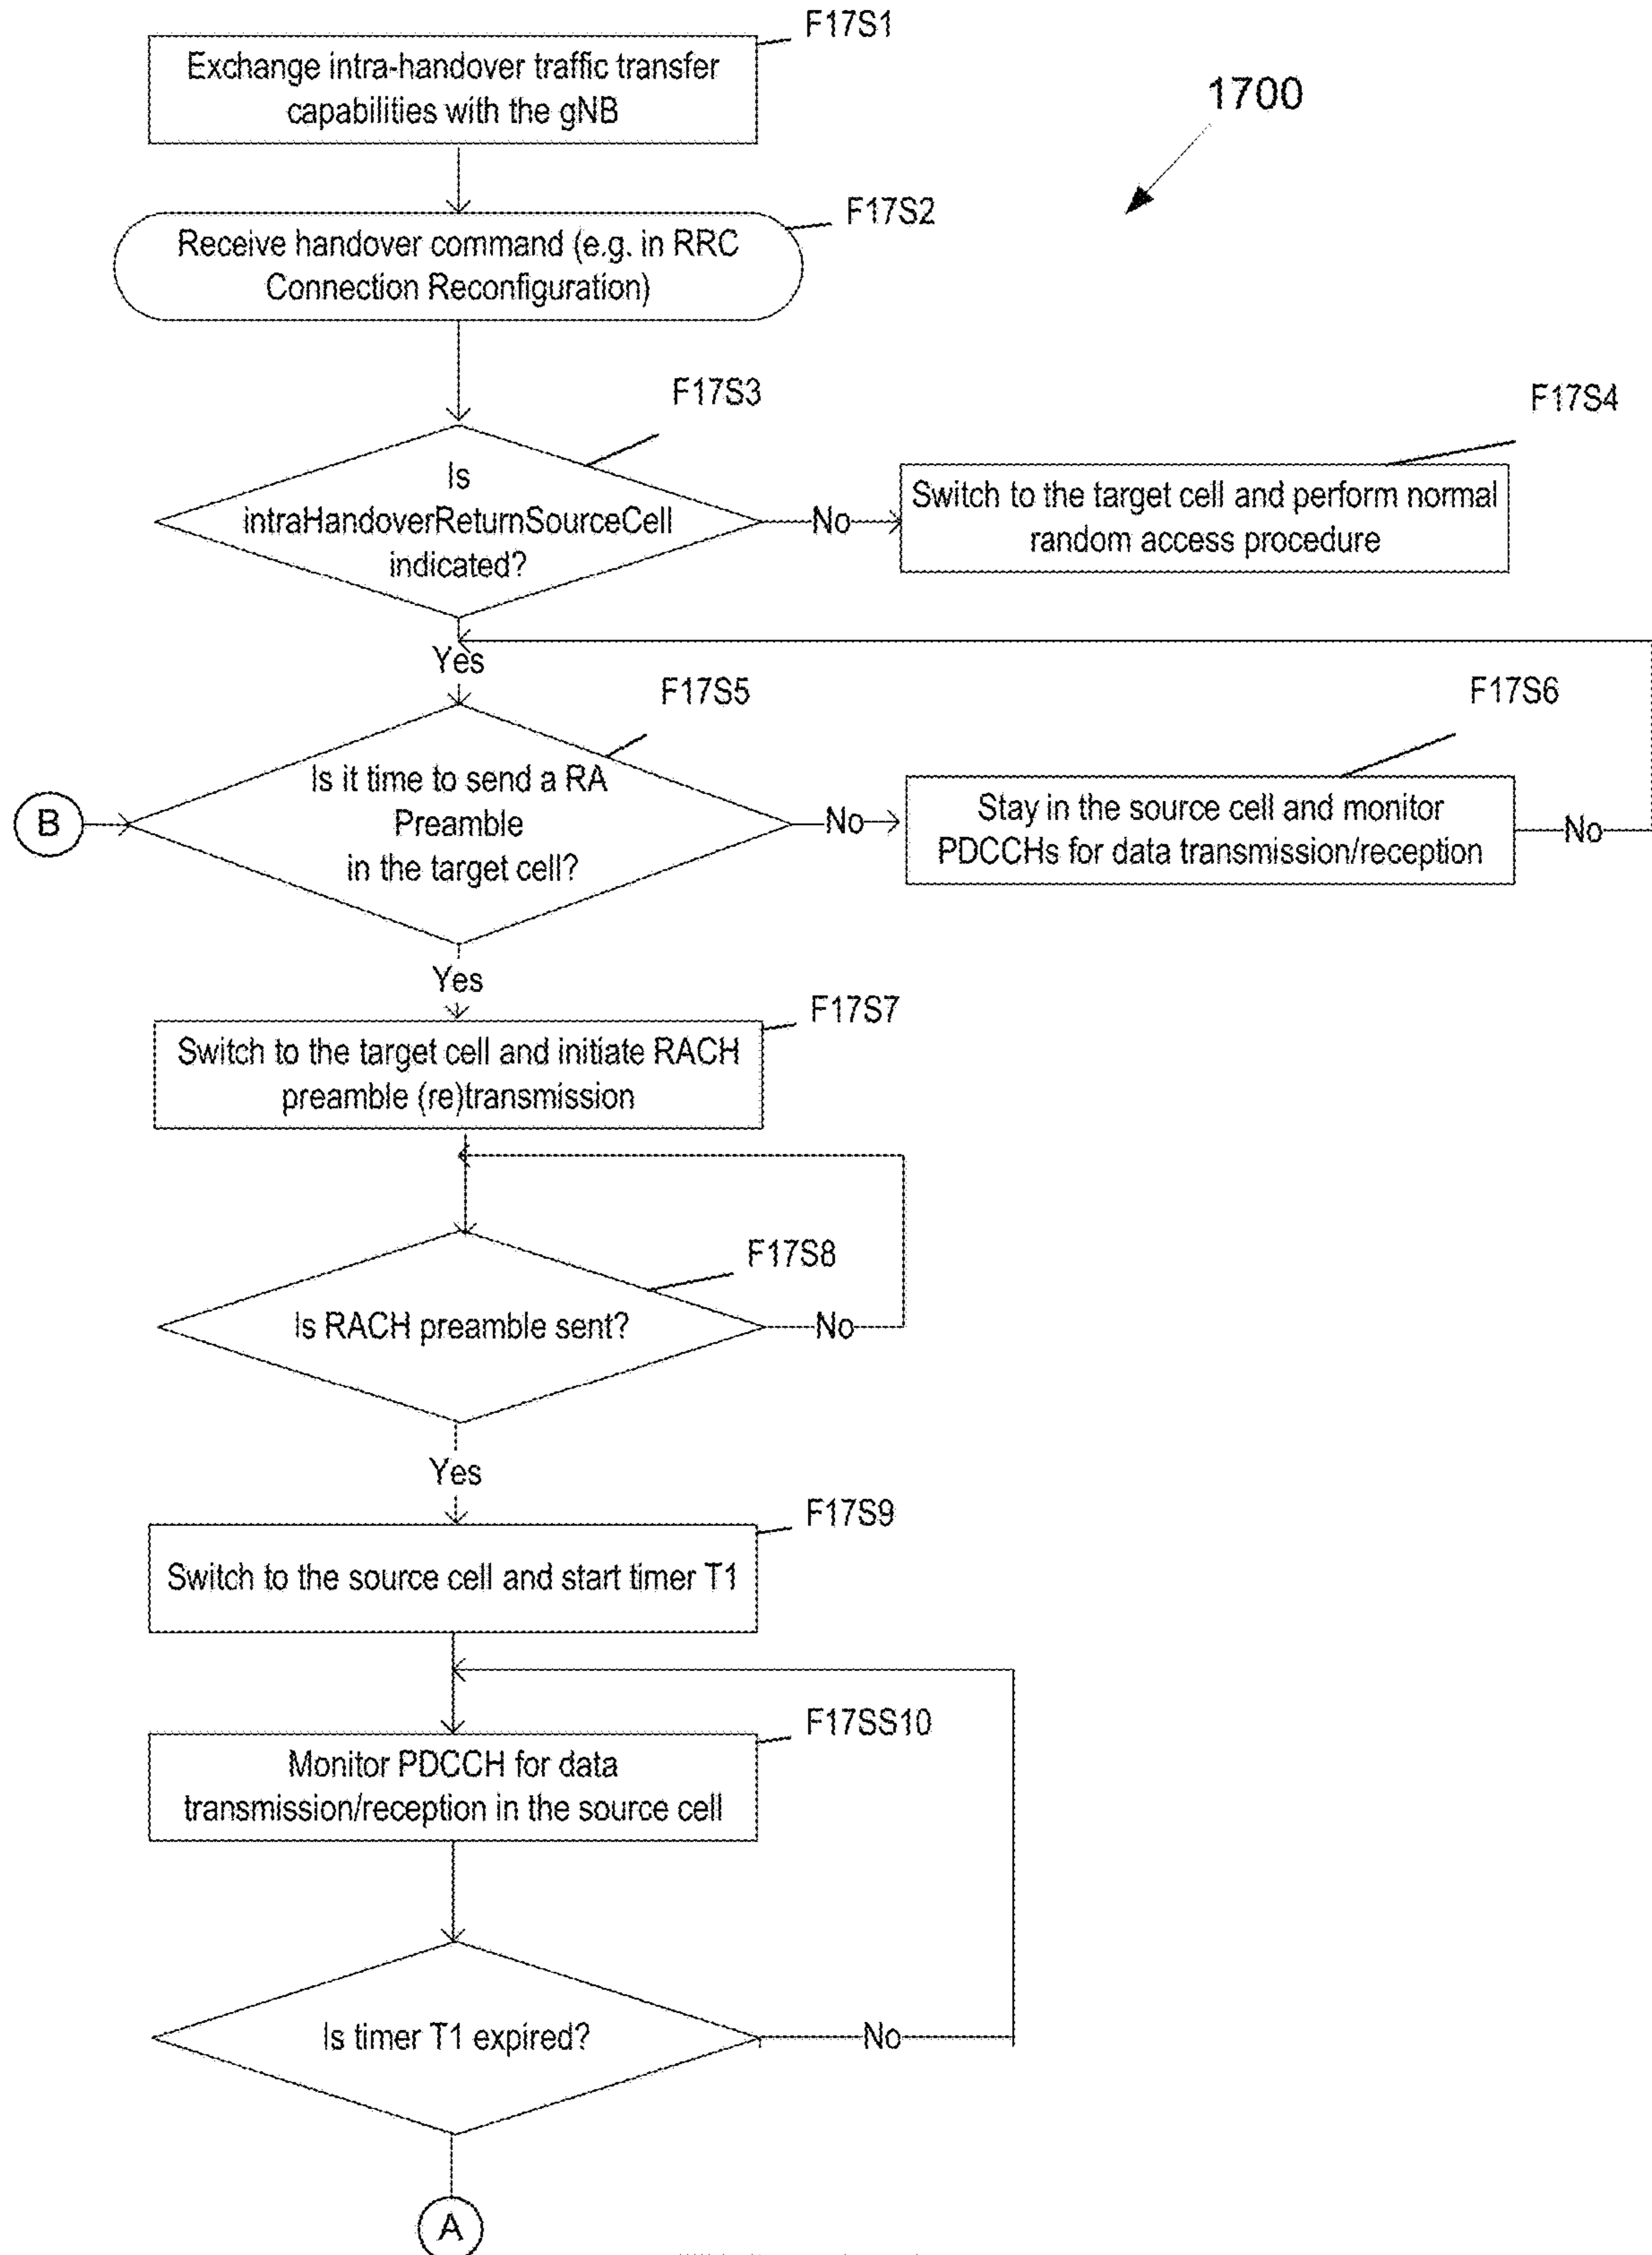 F17S1
Exchange intra-handover traffic transfer
capabilities with the gNB
1700
F17S2
Receive handover command (e.g. in RRC
Connection Reconfiguration)
F17S3
F17S4
Is
intraHandoverReturnSourceCell
indicated?
No
Switch to the target cell and perform normal
random access procedure
Yes
F17S5
F17S6
B
Is it time to send a RA
Preamble
in the target cell?
No
Stay in the source cell and monitor
PDCCHs for data transmission/reception
No
Yes
F17S7
Switch to the target cell and initiate RACH
preamble (re)transmission
F17S8
Is RACH preamble sent?
No
Yes
F17S9
Switch to the source cell and start timer T1
F17SS10
Monitor PDCCH for data
transmission/reception in the source cell
Is timer T1 expired?
No
A